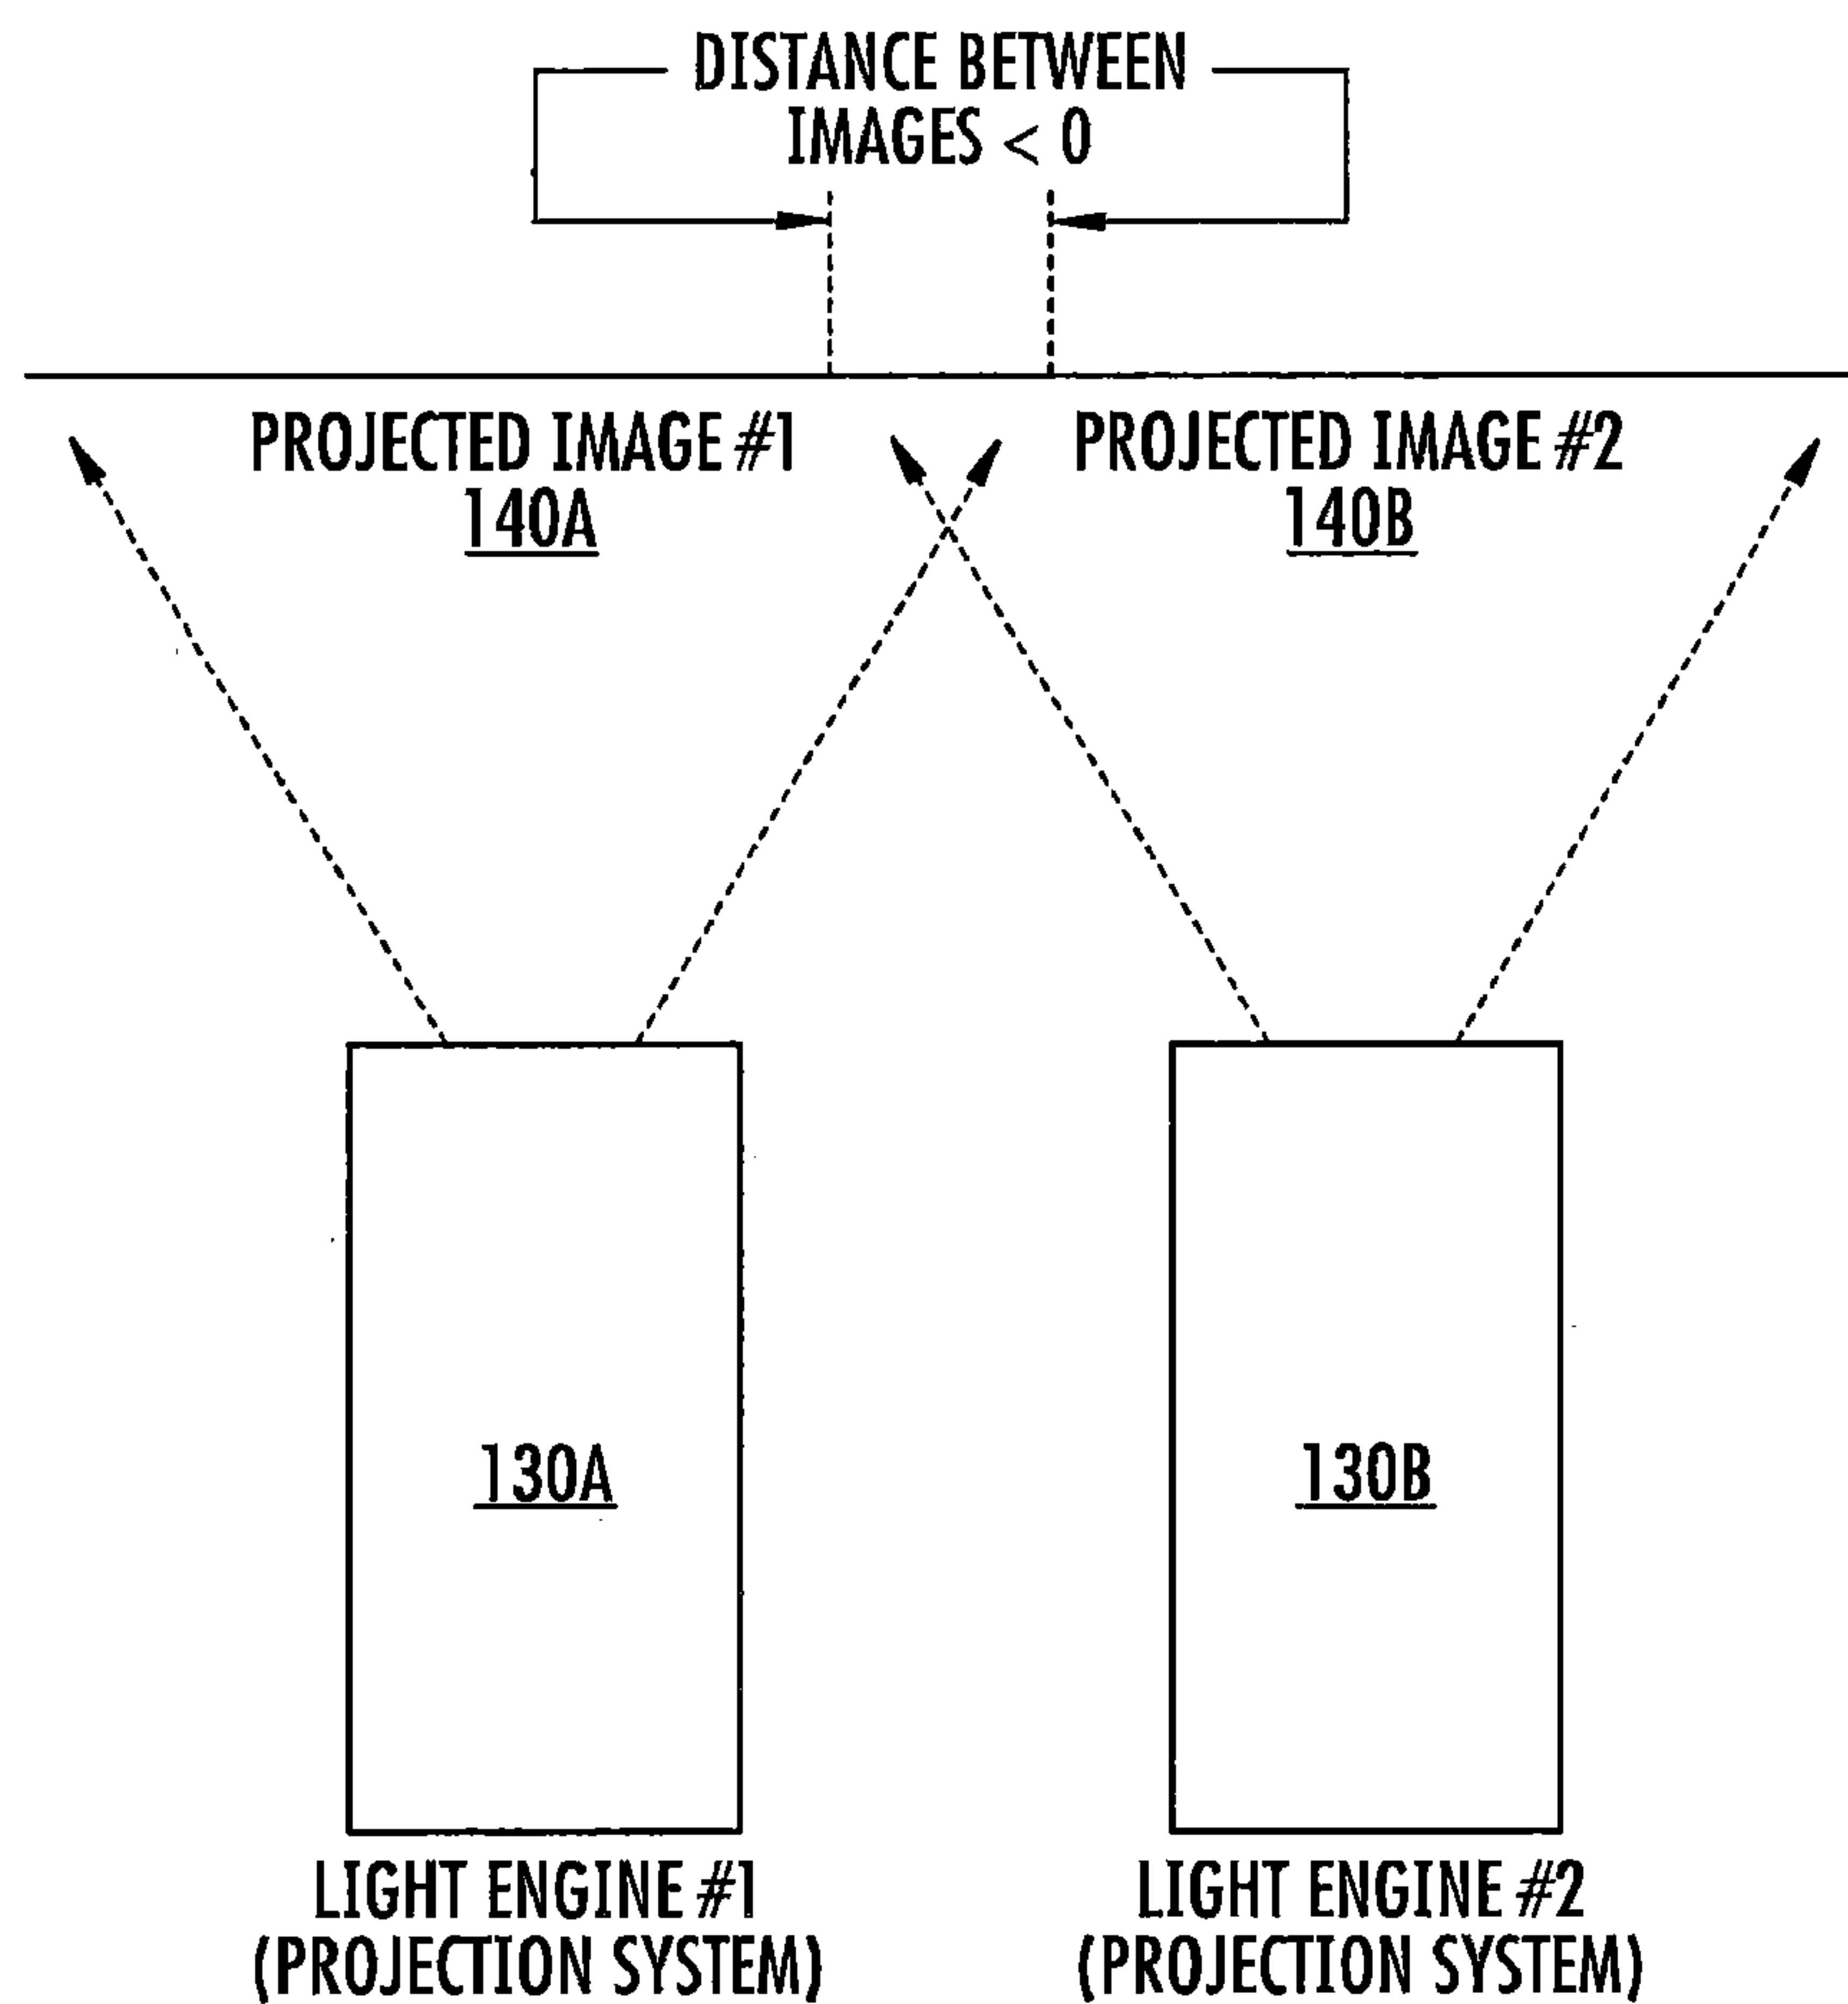 DISTANCE BETWEEN
IMAGES < 0
PROJECTED IMAGE #1
140A
PROJECTED IMAGE #2
140B
130A
130B
LIGHT ENGINE #1
(PROJECTION SYSTEM)
LIGHT ENGINE #2
(PROJECTION SYSTEM)